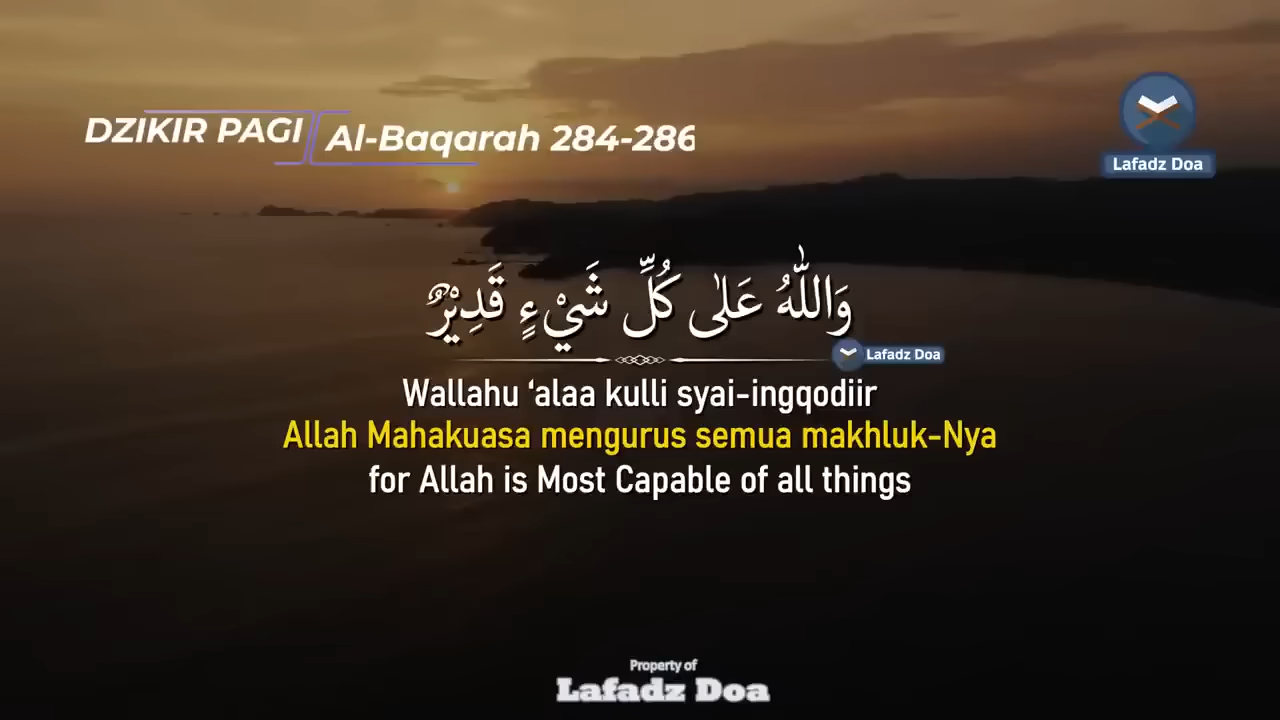 DZIKIR PAGI
Al-Baqarah 284-286
Lafadz Doa
وَاللّٰهُ عَلٰى كُلِّ شَيْءٍ قَدِيْرٌ
Lafadz Doa
Wallahu ‘alaa kulli syai-ingqodiir
Allah Mahakuasa mengurus semua makhluk-Nya
for Allah is Most Capable of all things
Property of
Lafadz Doa